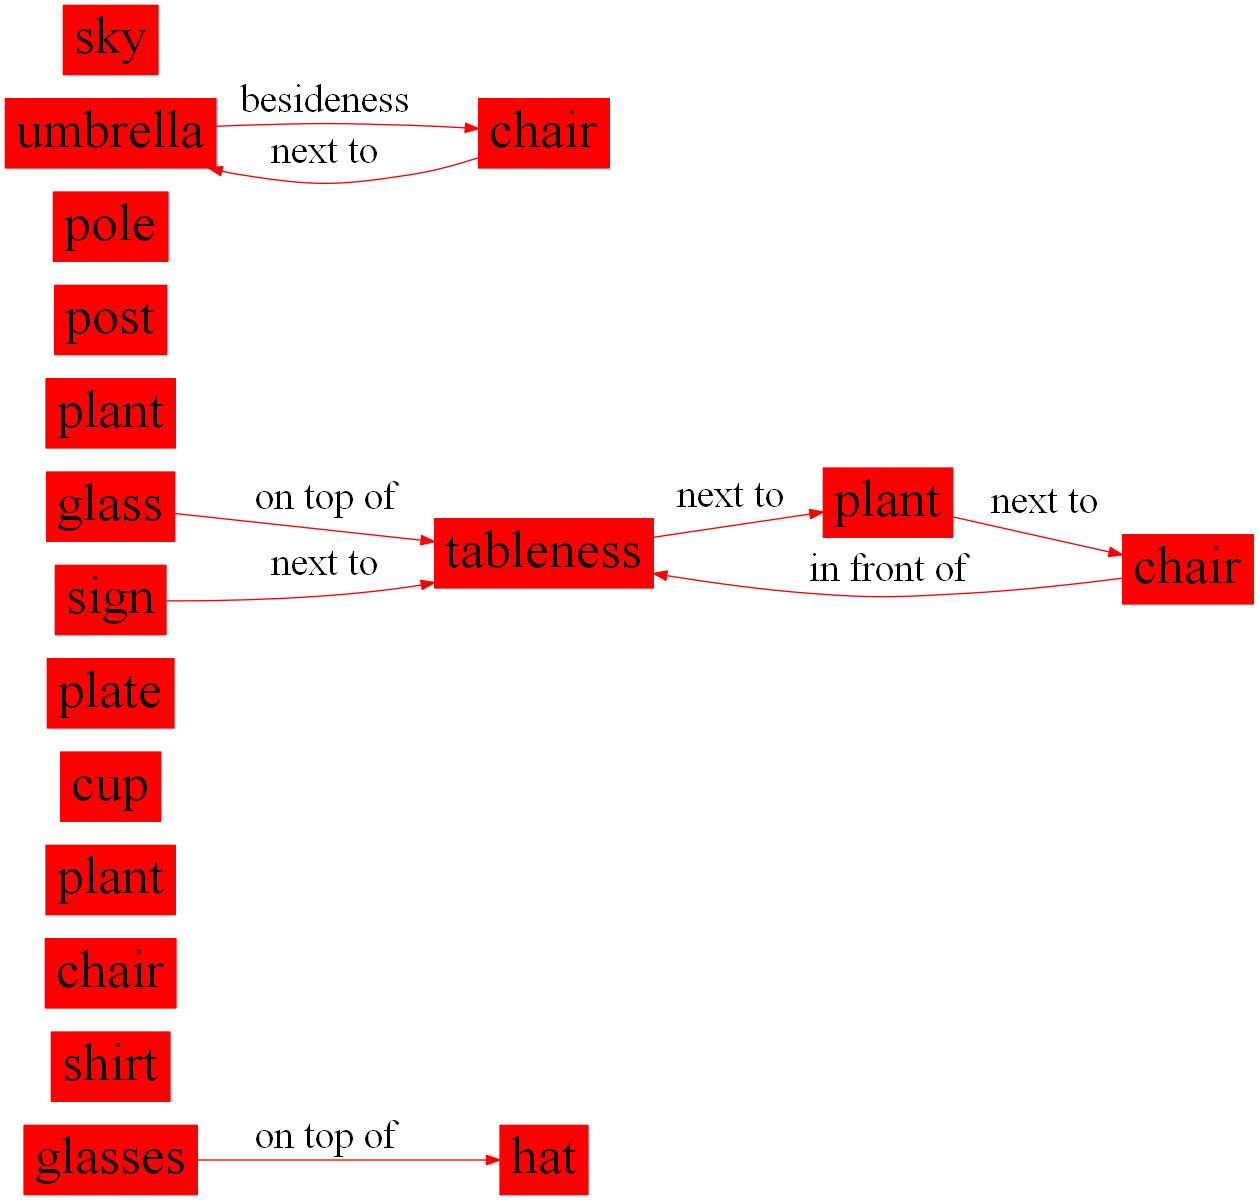 sky
umbrella
besideness
chair
next to
pole
post
plant
glass
on top of
tableness
next to
plant
next to
chair
in front of
sign
next to
plate
cup
plant
chair
shirt
glasses
on top of
hat